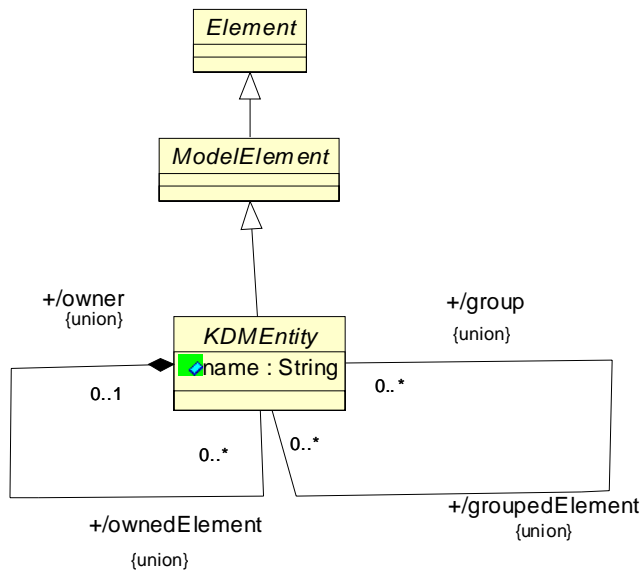 Element
ModelElement
+/owner
{union}
+/group
{union}
KDMEntity
name : String
0..1
0..*
0..*
0..*
+/ownedElement
{union}
+/groupedElement
{union}